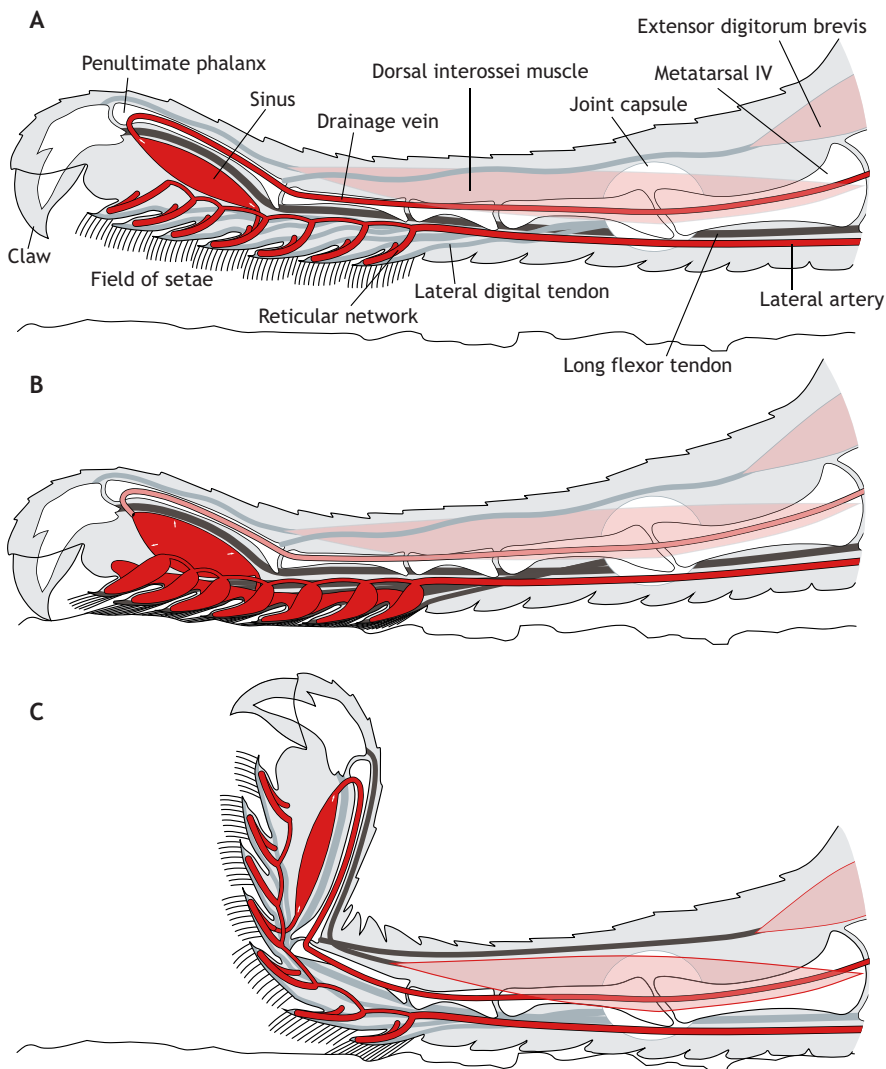 A
Extensor digitorum brevis
Penultimate phalanx
Dorsal interossei muscle
Metatarsal IV
Sinus
Joint capsule
Drainage vein
Claw
Field of setae
Lateral digital tendon
Lateral artery
Reticular network
Long flexor tendon
B
C